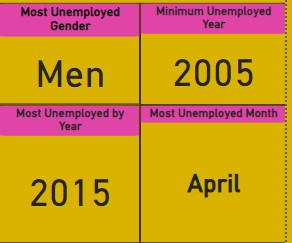 Most Unemployed
Gender
Men
Minimum Unemployed
Year
2005
Most Unemployed by
Year
2015
Most Unemployed Month
April